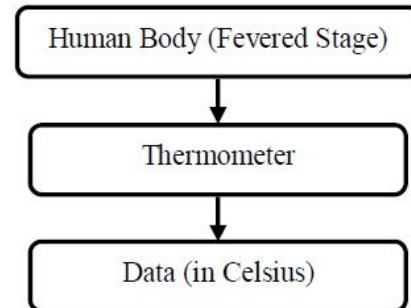 Human Body (Fevered Stage)
Thermometer
Data (in Celsius)